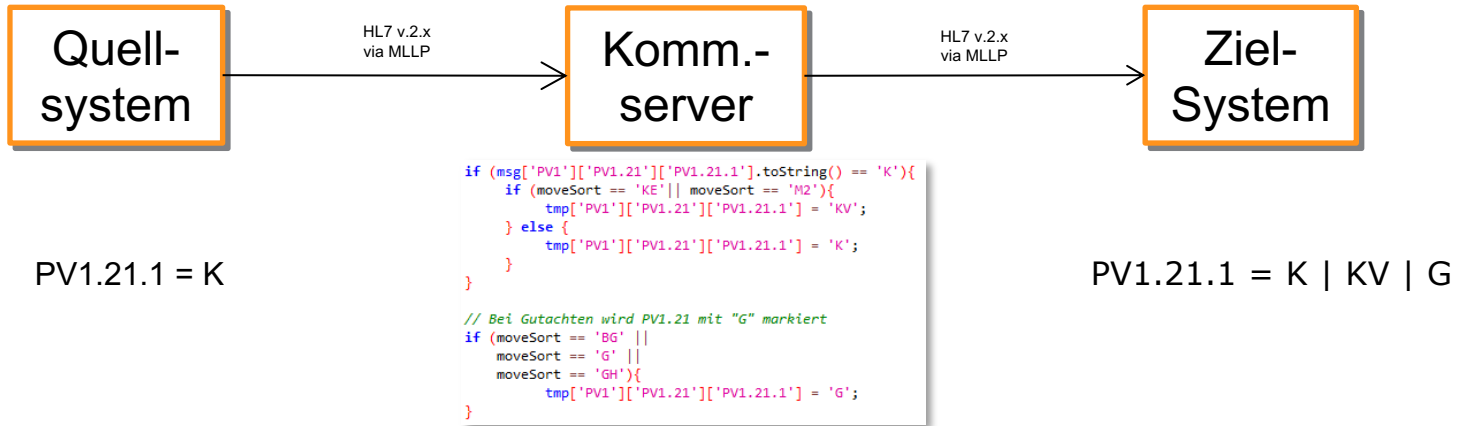 Quell-
system
HL7 v.2.x
via MLLP
Komm.-
server
HL7 v.2.x
via MLLP
Ziel-
System
PV1.21.1 = K
if (msg['PV1']['PV1.21']['PV1.21.1'].toString() == 'K'){
if (moveSort == 'KE'|| moveSort == 'M2'){
tmp['PV1']['PV1.21']['PV1.21.1'] = 'KV';
} else {
tmp['PV1']['PV1.21']['PV1.21.1'] = 'K';
}
}
// Bei Gutachten wird PV1.21 mit "G" markiert
if (moveSort == 'BG' ||
moveSort == 'G' ||
moveSort == 'GH'){
tmp['PV1']['PV1.21']['PV1.21.1'] = 'G';
}
PV1.21.1 = K | KV | G